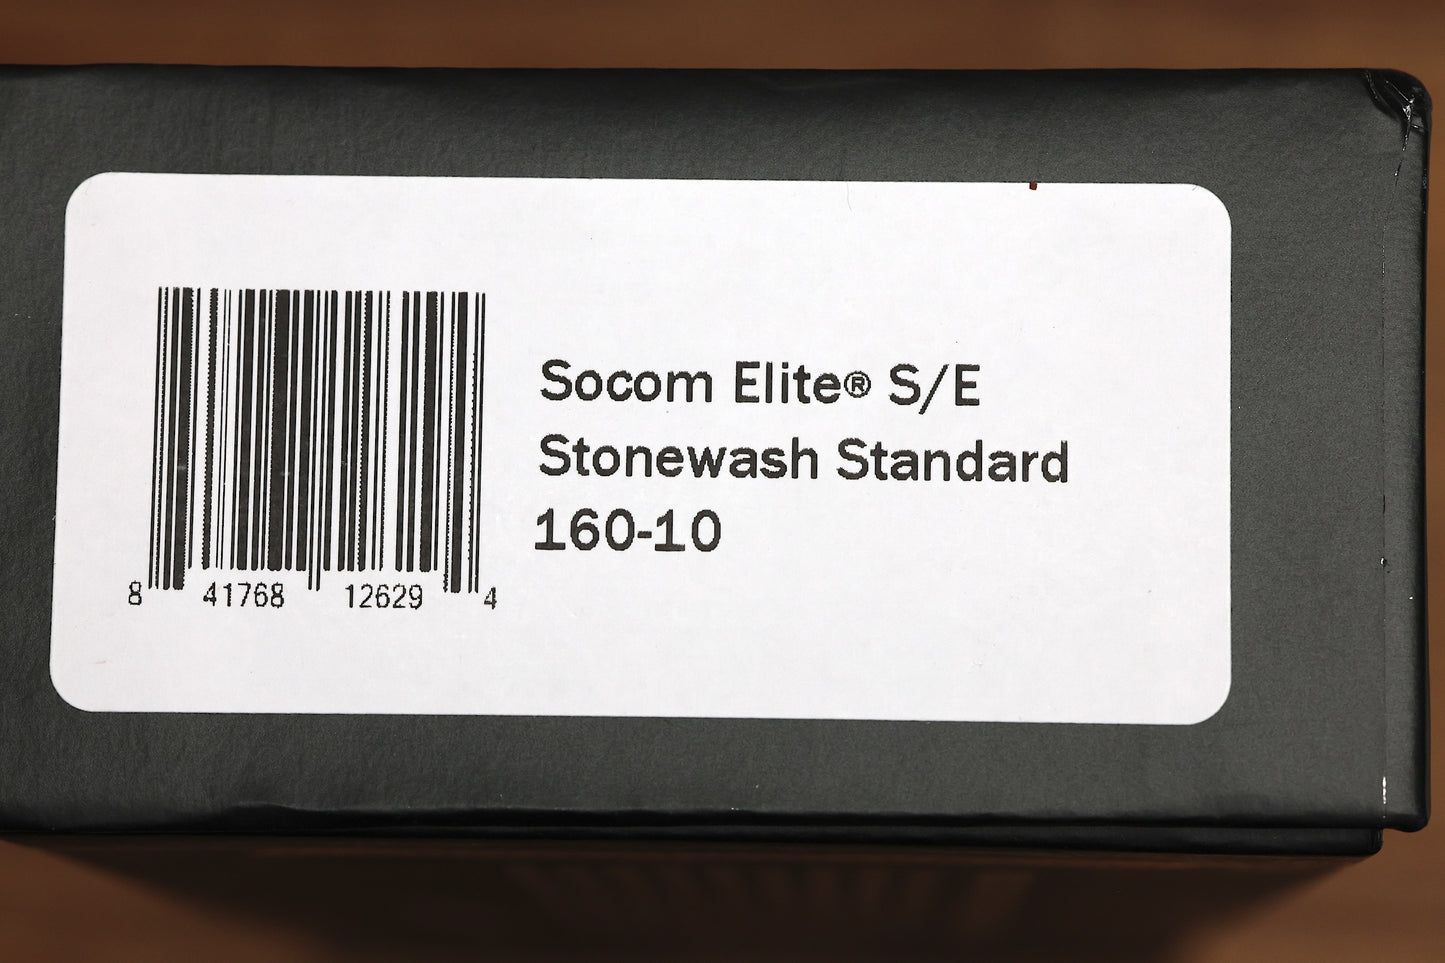 Socom Elite® S/E
Stonewash Standard
160-10
8 41768 12629 4